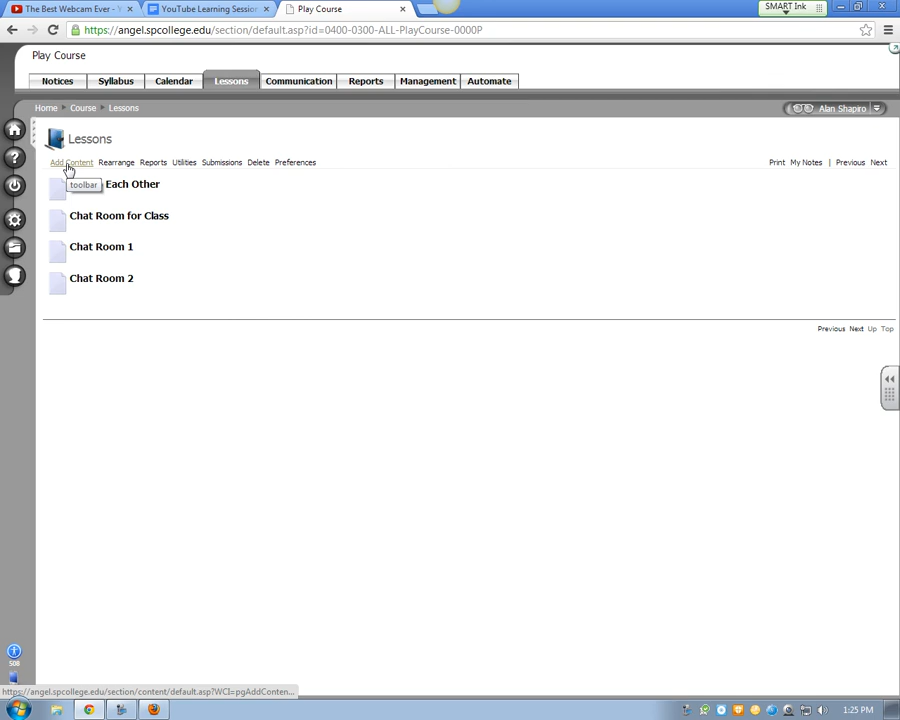 The Best Webcam Ever - Y
YouTube Learning Session
Play Course
SMART Ink
https://angel.spcollege.edu/section/default.asp?id=0400-0300-ALL-PlayCourse-0000P
Play Course
Notices Syllabus Calendar Lessons Communication Reports Management Automate
Home Course Lessons
Alan Shapiro
Lessons
Add Content Rearrange Reports Utilities Submissions Delete Preferences
Print My Notes | Previous Next
toolbar
Each Other
Chat Room for Class
Chat Room 1
Chat Room 2
Previous Next Up Top
508
https://angel.spcollege.edu/section/content/default.asp?WCI=pgAddConten...
1:25 PM